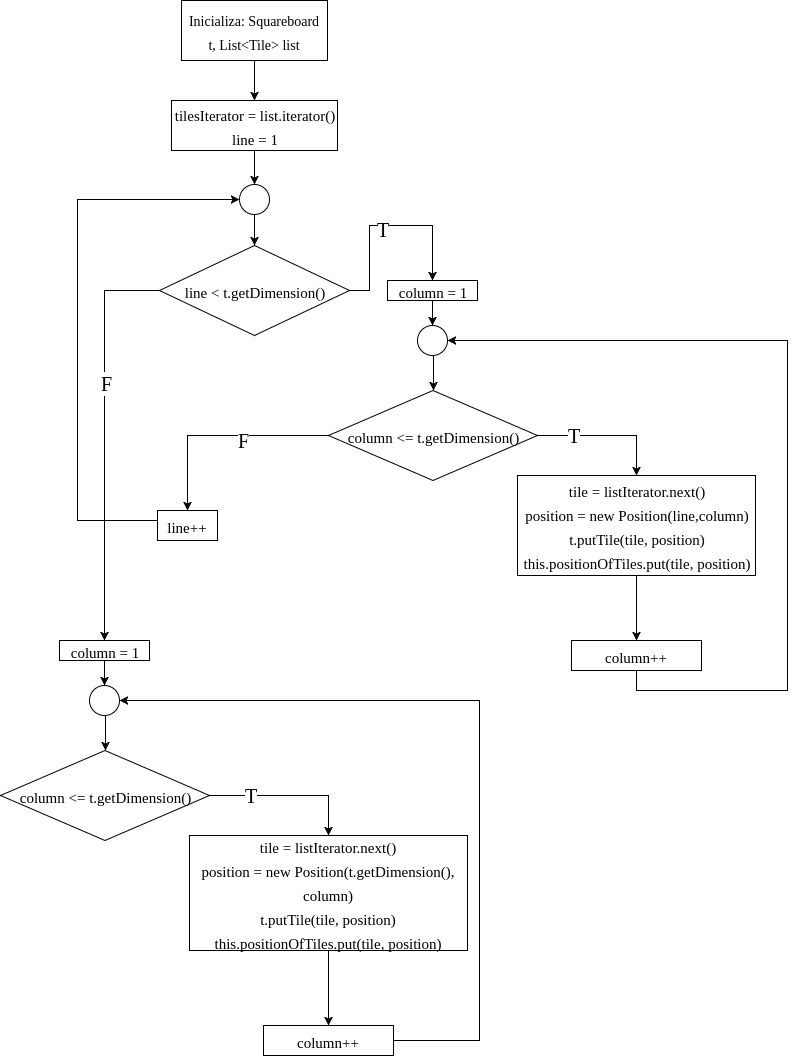 Inicializa: Squareboard
t, List<Tile> list
tilesIterator = list.iterator()
line = 1
line < t.getDimension()
T
column = 1
F
column <= t.getDimension()
F
T
tile = listIterator.next()
position = new Position(line,column)
t.putTile(tile, position)
this.positionOfTiles.put(tile, position)
line++
column++
column = 1
column <= t.getDimension()
T
tile = listIterator.next()
position = new Position(t.getDimension(),
column)
t.putTile(tile, position)
this.positionOfTiles.put(tile, position)
column++